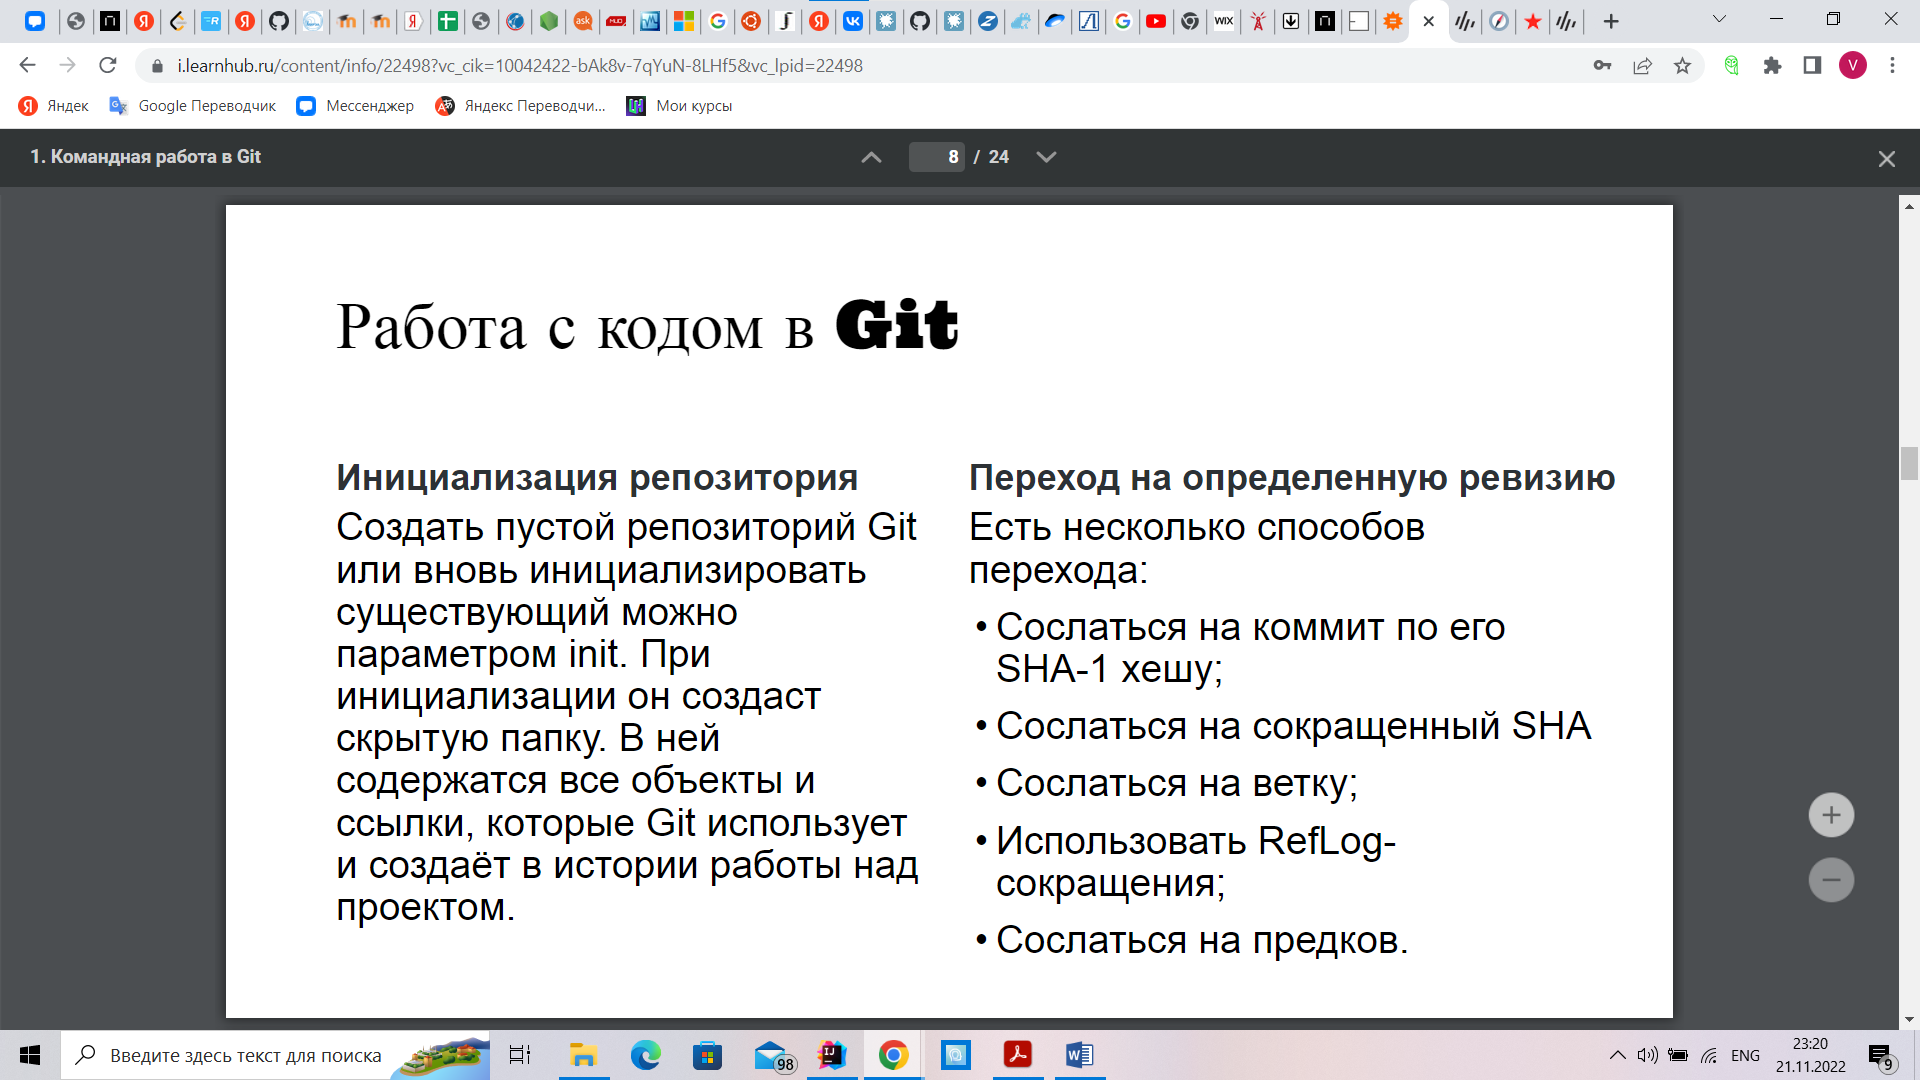 i.learnhub.ru/content/info/22498?vc_cik=10042422-bAk8v-7qYuN-8LHf5&vc_lpid=22498
V
Яндек
Google Переводчик
Мессенджер
Яндекс Переводчи...
Мои курсы
1. Командная работа в Git
8 / 24
Работа с кодом в Git
Инициализация репозитория
Создать пустой репозиторий Git
или вновь инициализировать
существующий можно
параметром init. При
инициализации он создаст
скрытую папку. В ней
содержатся все объекты и
ссылки, которые Git использует
и создаёт в истории работы над
проектом.
Переход на определенную ревизию
Есть несколько способов
перехода:
• Сослаться на коммит по его
SHA-1 хешу;
• Сослаться на сокращенный SHA
• Сослаться на ветку;
• Использовать RefLog-
сокращения;
• Сослаться на предков.
Введите здесь текст для поиска
98
ENG
23:20
21.11.2022
9